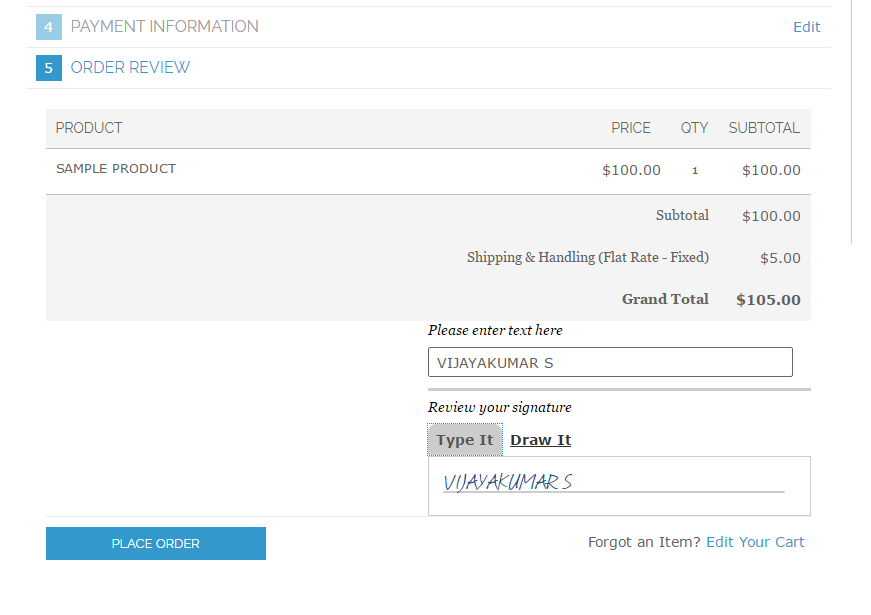 4 PAYMENT INFORMATION Edit
5 ORDER REVIEW
PRODUCT PRICE QTY SUBTOTAL
SAMPLE PRODUCT $100.00 1 $100.00
Subtotal $100.00
Shipping & Handling (Flat Rate - Fixed) $5.00
Grand Total $105.00
Please enter text here
VIJAYAKUMAR S
Review your signature
Type It Draw It
VIJAYAKUMAR S
PLACE ORDER Forgot an Item? Edit Your Cart